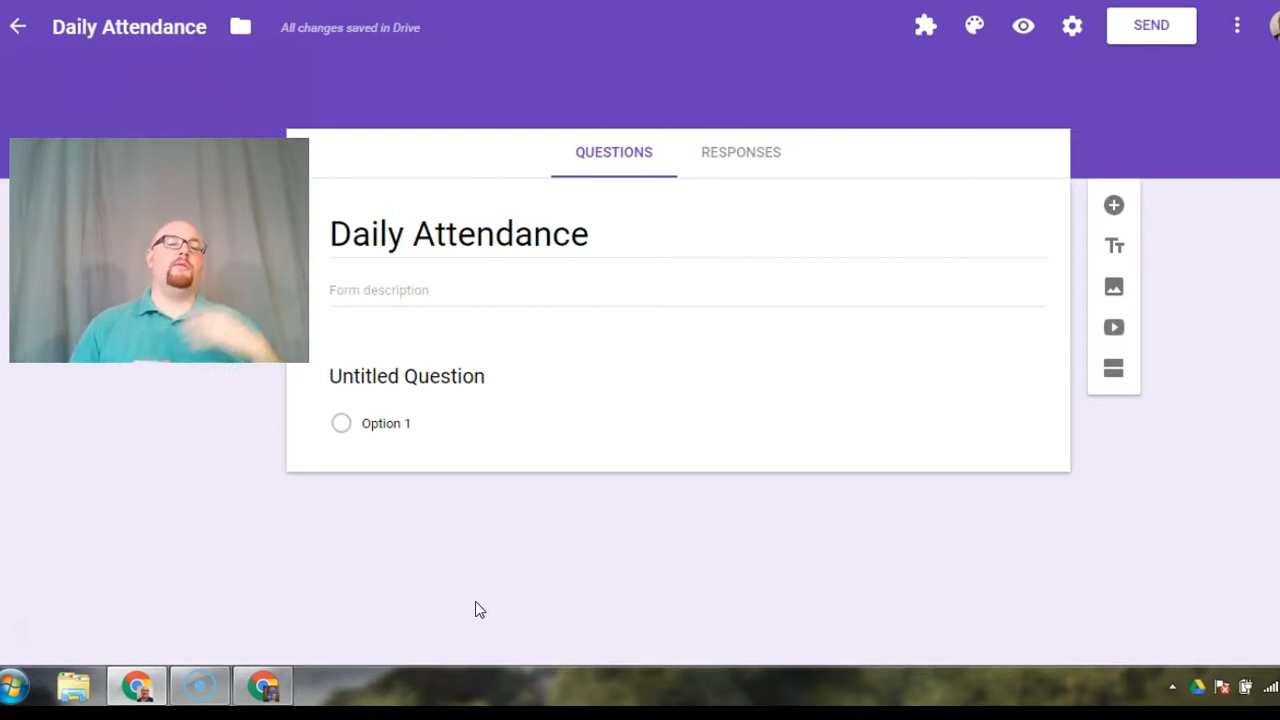 Daily Attendance
All changes saved in Drive
SEND
QUESTIONS
RESPONSES
Daily Attendance
Form description
Untitled Question
Option 1